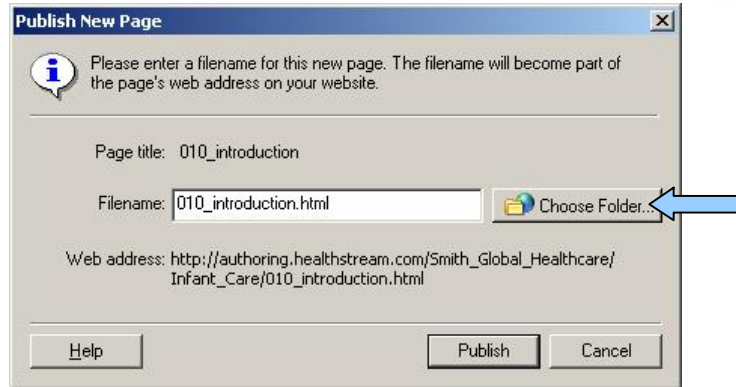 Publish New Page
Please enter a filename for this new page. The filename will become part of
the page's web address on your website.
Page title: 010_introduction
Filename: 010_introduction.html
Choose Folder...
Web address: http://authoring.healthstream.com/Smith_Global_Healthcare/
Infant_Care/010_introduction.html
Help
Publish
Cancel